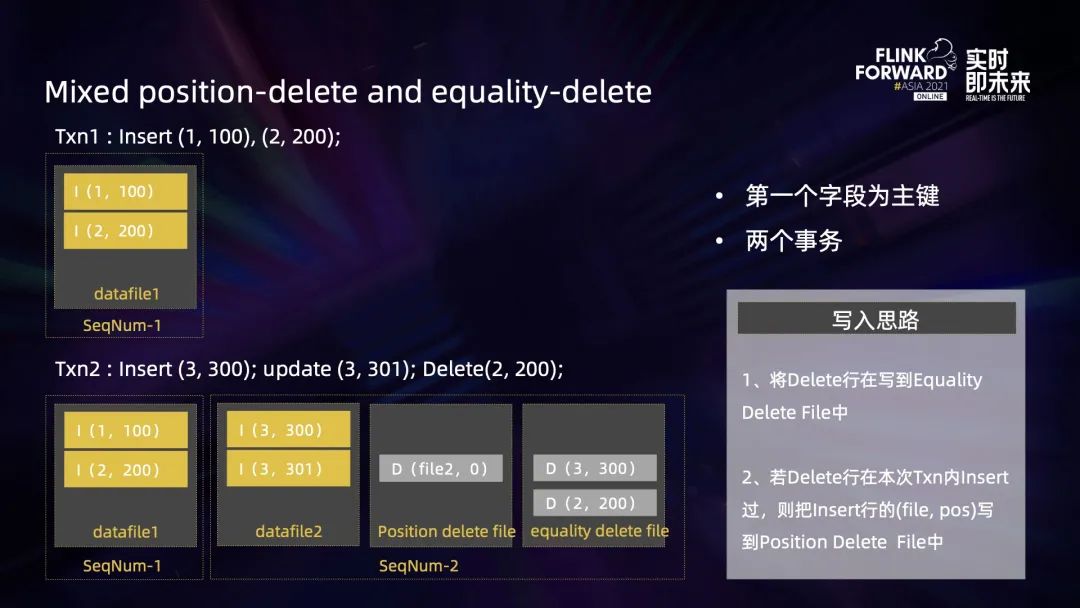 FLINK
FORWARD
#ASIA 2021
ONLINE
实时
即未来
REAL-TIME IS THE FUTURE
Mixed position-delete and equality-delete
Txn1 : Insert (1, 100), (2, 200);
I（1，100）
I（2，200）
datafile1
SeqNum-1
• 第一个字段为主键
• 两个事务
Txn2 : Insert (3, 300); update (3, 301); Delete(2, 200);
I（1，100）
I（2，200）
datafile1
SeqNum-1
I（3，300）
I（3，301）
datafile2
D（file2，0）
Position delete file
D（3，300）
D（2，200）
equality delete file
SeqNum-2
写入思路
1、将Delete行在写到Equality
Delete File中
2、若Delete行在本次Txn内Insert
过，则把Insert行的(file, pos)写
到Position Delete File中